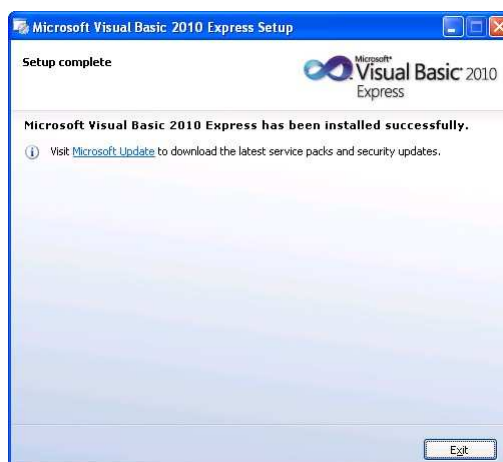 Microsoft Visual Basic 2010 Express Setup
Setup complete
Microsoft®
Visual Basic® 2010
Express
Microsoft Visual Basic 2010 Express has been installed successfully.
Visit Microsoft Update to download the latest service packs and security updates.
Exit